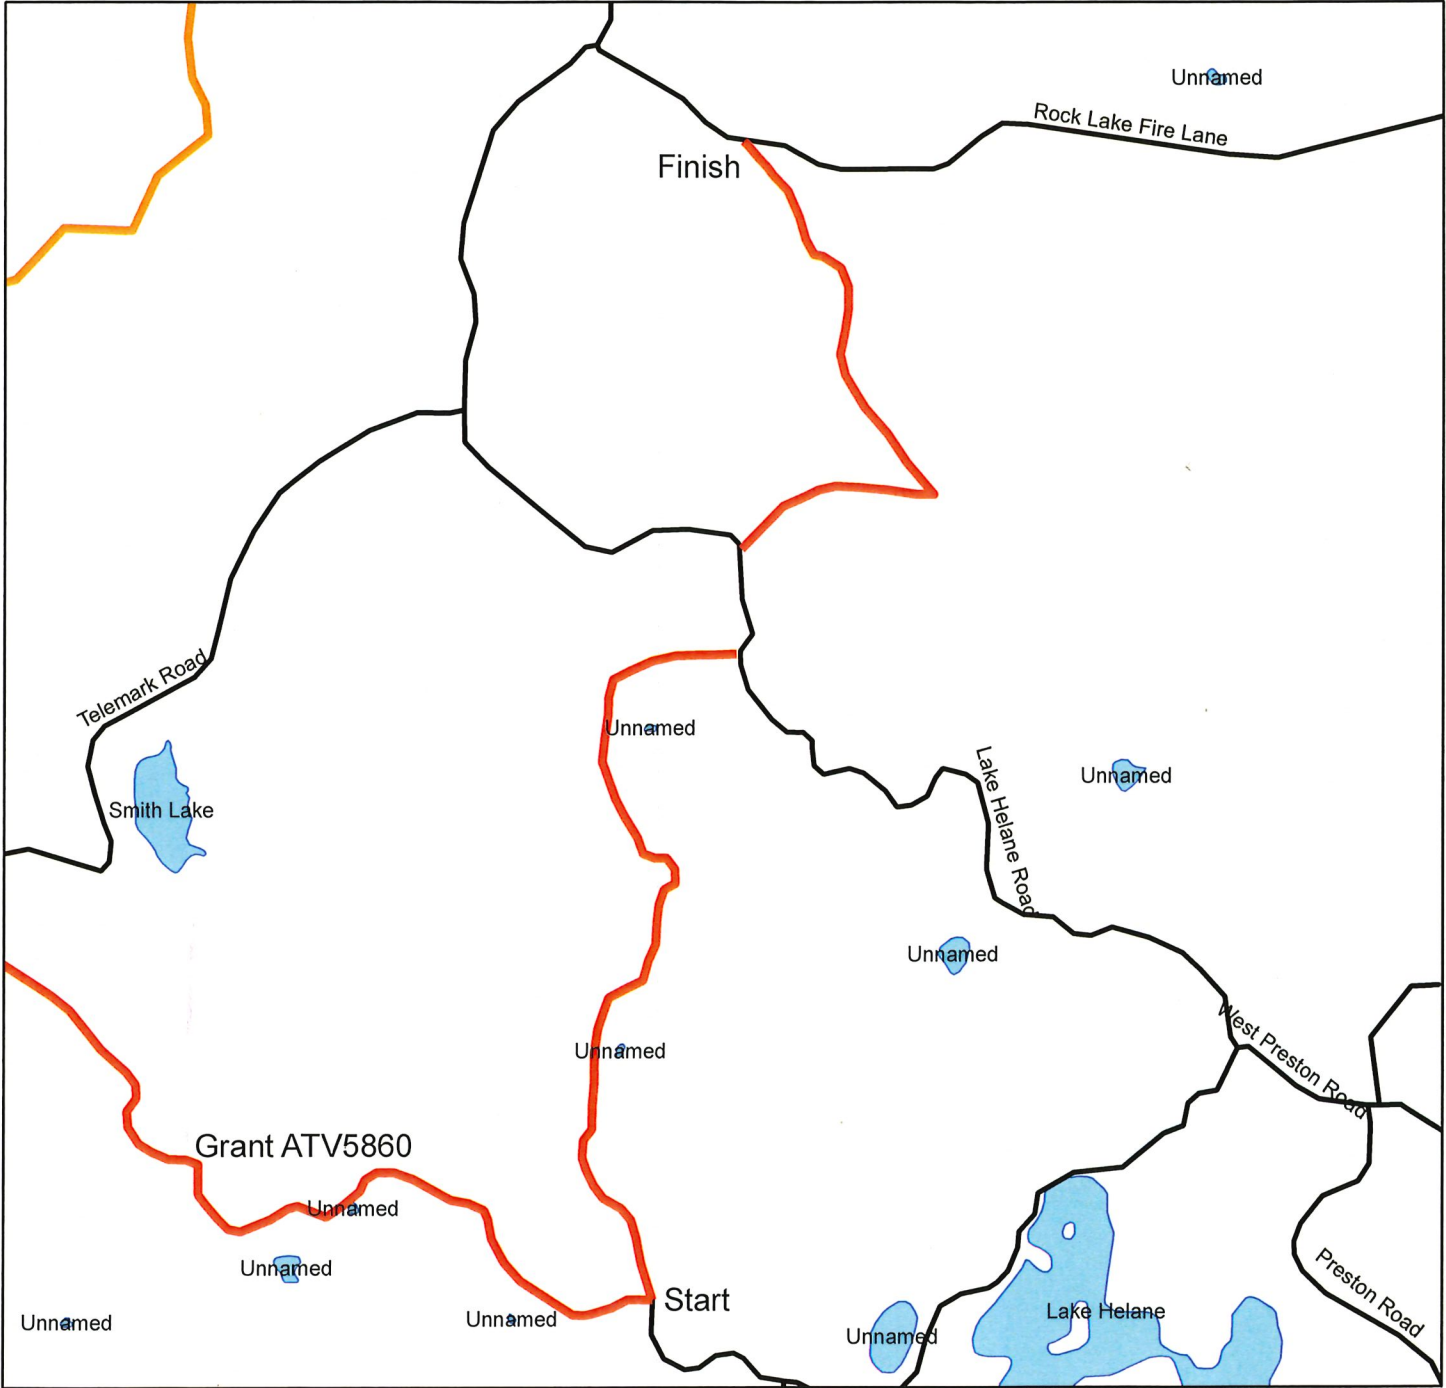 Unnamed
Rock Lake Fire Lane
Finish
Telemark Road
Unnamed
Lake Helane Road
Unnamed
Smith Lake
Unnamed
West Preston Road
Unnamed
Grant ATV5860
Unnamed
Unnamed
Start
Preston Road
Lake Helane
Unnamed
Unnamed
Unnamed